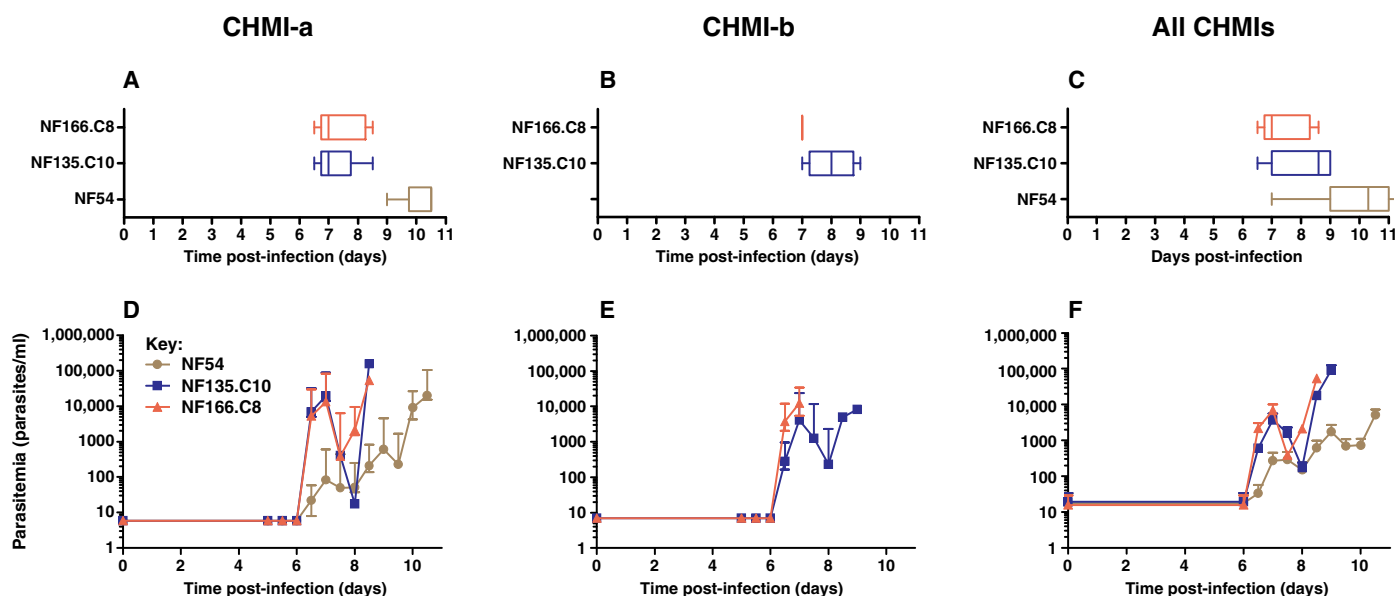 CHMI-a
CHMI-b
All CHMIs
A
NF166.C8
NF135.C10
NF54
0 1 2 3 4 5 6 7 8 9 10 11
Time post-infection (days)
B
NF166.C8
NF135.C10
0 1 2 3 4 5 6 7 8 9 10 11
Time post-infection (days)
C
NF166.C8
NF135.C10
NF54
0 1 2 3 4 5 6 7 8 9 10 11
Days post-infection
D
Parasitemia (parasites/ml)
1,000,000
100,000
10,000
1000
100
10
1
Key:
NF54
NF135.C10
NF166.C8
0 2 4 6 8 10
Time post-infection (days)
E
1,000,000
100,000
10,000
1000
100
10
1
0 2 4 6 8 10
Time post-infection (days)
F
1,000,000
100,000
10,000
1000
100
10
1
0 2 4 6 8 10
Time post-infection (days)